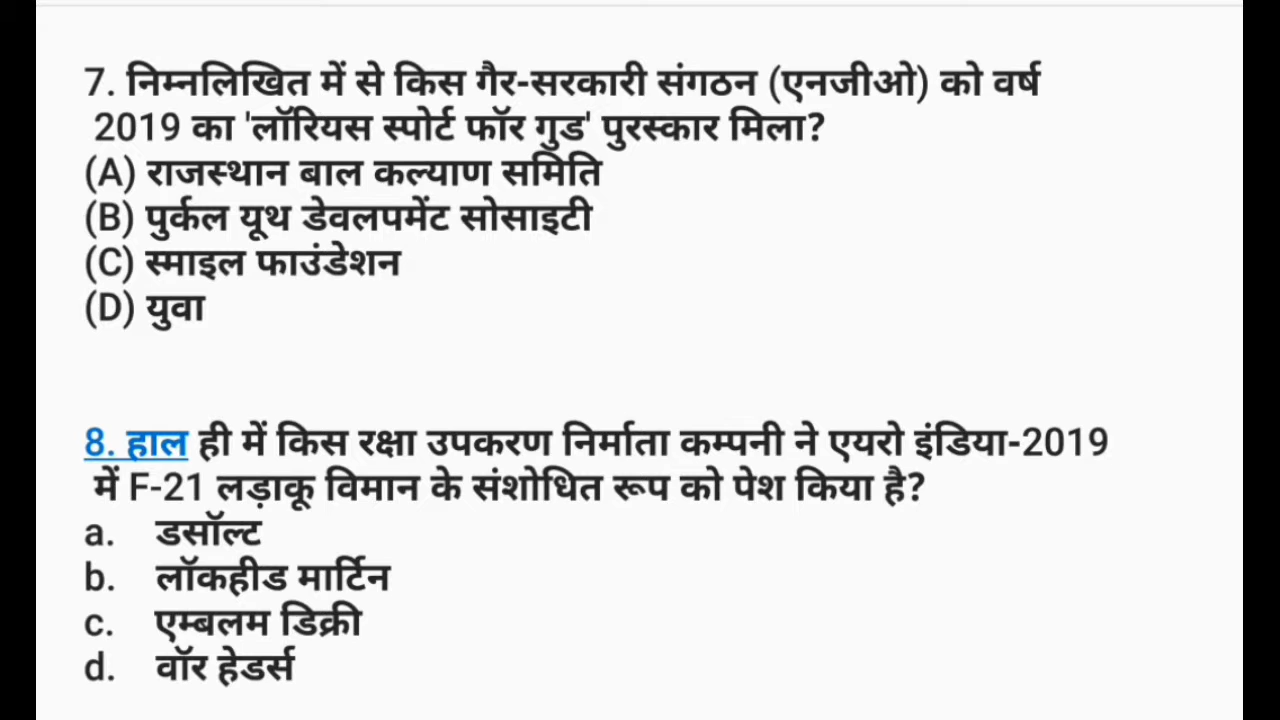 7. निम्नलिखित में से किस गैर-सरकारी संगठन (एनजीओ) को वर्ष
2019 का 'लॉरियस स्पोर्ट फॉर गुड' पुरस्कार मिला?
(A) राजस्थान बाल कल्याण समिति
(B) पुर्कल यूथ डेवलपमेंट सोसाइटी
(C) स्माइल फाउंडेशन
(D) युवा
8. हाल ही में किस रक्षा उपकरण निर्माता कम्पनी ने एयरो इंडिया-2019
में F-21 लड़ाकू विमान के संशोधित रूप को पेश किया है?
a. डसॉल्ट
b. लॉकहीड मार्टिन
c. एम्बलम डिक्री
d. वॉर हेडर्स